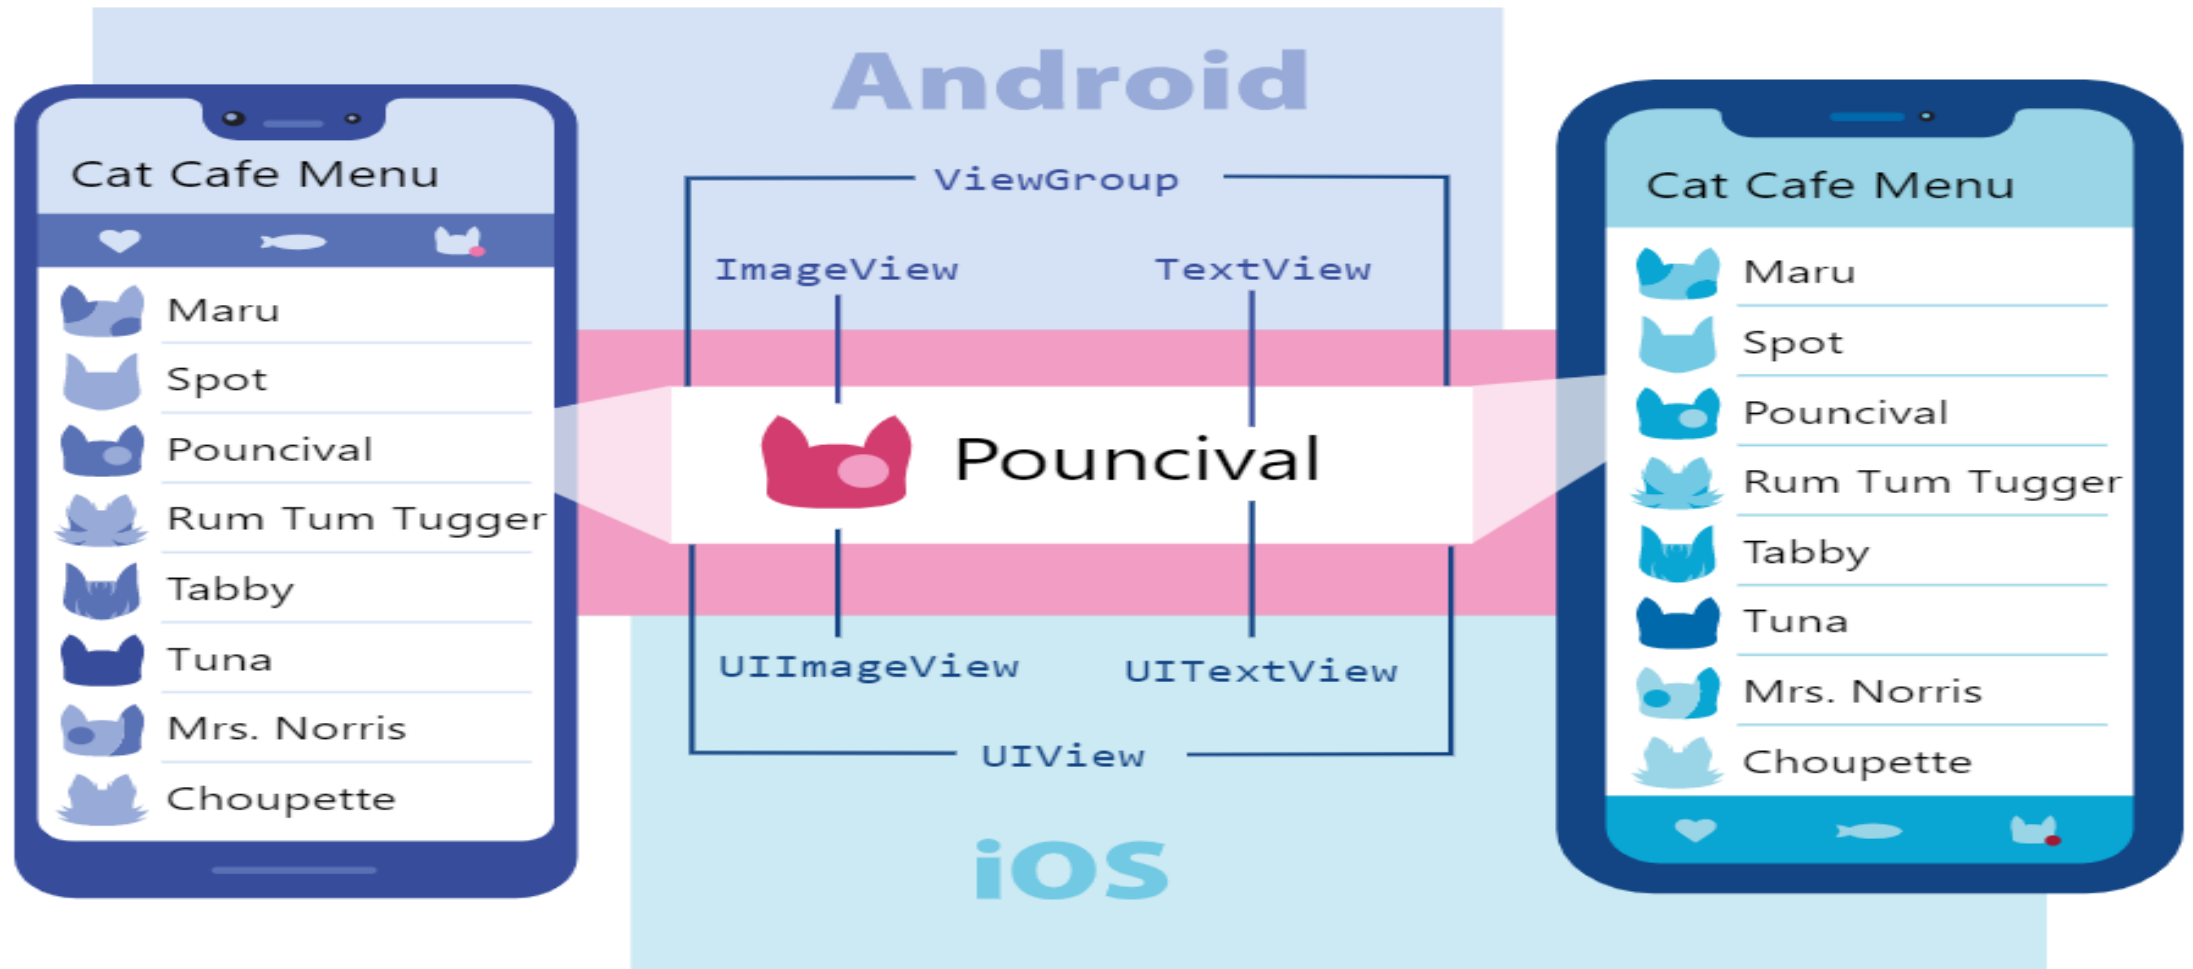 Android
Cat Cafe Menu
Maru
Spot
Pouncival
Rum Tum Tugger
Tabby
Tuna
Mrs. Norris
Choupette
ViewGroup
ImageView
TextView
Pouncival
UIImageView
UITextView
UIView
iOS
Cat Cafe Menu
Maru
Spot
Pouncival
Rum Tum Tugger
Tabby
Tuna
Mrs. Norris
Choupette